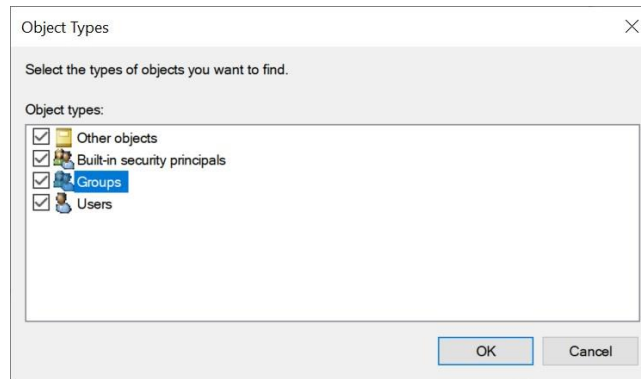 Object Types
Select the types of objects you want to find.
Object types:
Other objects
Built-in security principals
Groups
Users
OK
Cancel